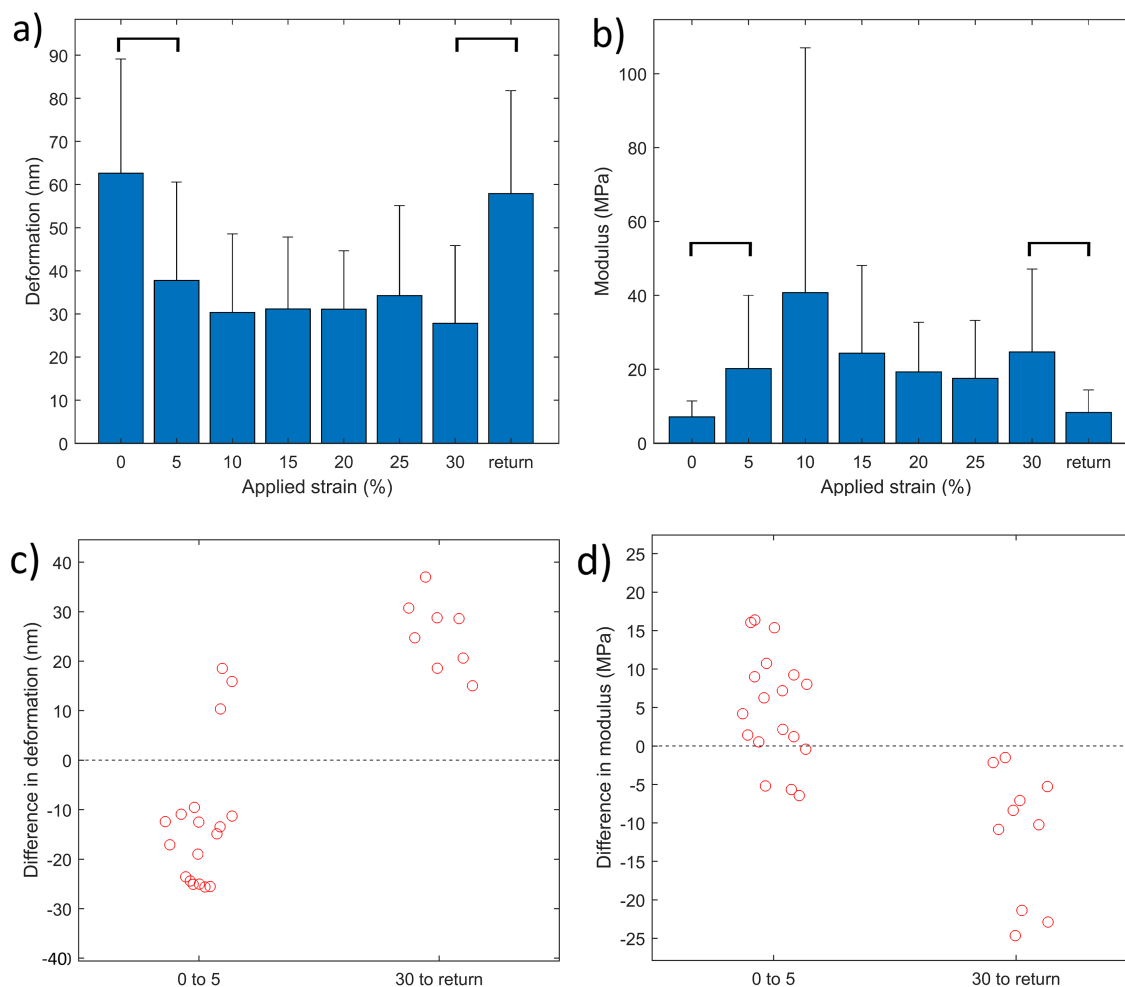 a)
90
80
70
60
50
40
30
20
10
0
Deformation (nm)
0 5 10 15 20 25 30 return
Applied strain (%)
b)
100
80
60
40
20
0
Modulus (MPa)
0 5 10 15 20 25 30 return
Applied strain (%)
c)
40
30
20
10
0
-10
-20
-30
-40
Difference in deformation (nm)
0 to 5 30 to return
d)
25
20
15
10
5
0
-5
-10
-15
-20
-25
Difference in modulus (MPa)
0 to 5 30 to return